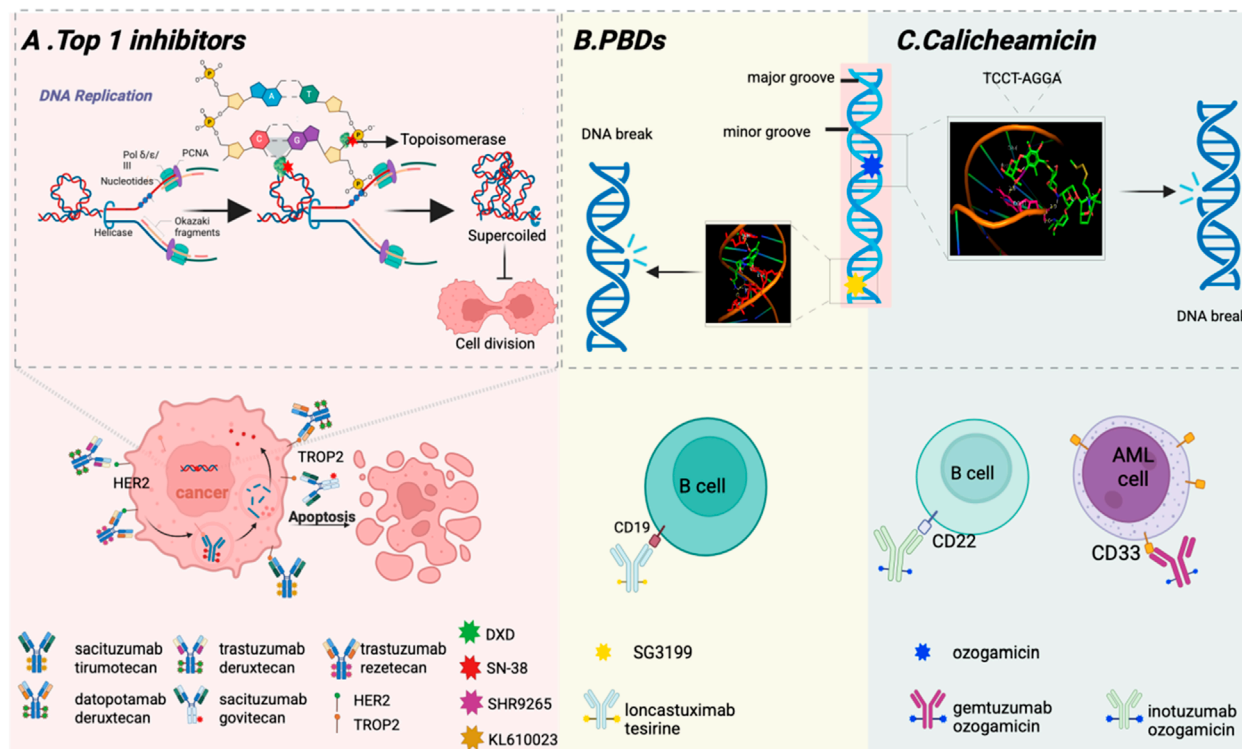 A .Top 1 inhibitors
DNA Replication
P
A
T
P
P
C
G
Topoisomerase
P
Pol δ/ε/
III
PCNA
Nucleotides
Helicase
Okazaki
fragments
Supercoiled
Cell division
HER2
cancer
TROP2
Apoptosis
sacituzumab
tirumotecan
trastuzumab
deruxtecan
trastuzumab
rezetecan
datopotamab
deruxtecan
sacituzumab
govitecan
HER2
TROP2
DXD
SN-38
SHR9265
KL610023
B.PBDs
major groove
minor groove
DNA break
B cell
CD19
SG3199
loncastuximab
tesirine
C.Calicheamicin
TCCT-AGGA
DNA break
B cell
CD22
AML
cell
CD33
ozogamicin
gemtuzumab
ozogamicin
inotuzumab
ozogamicin